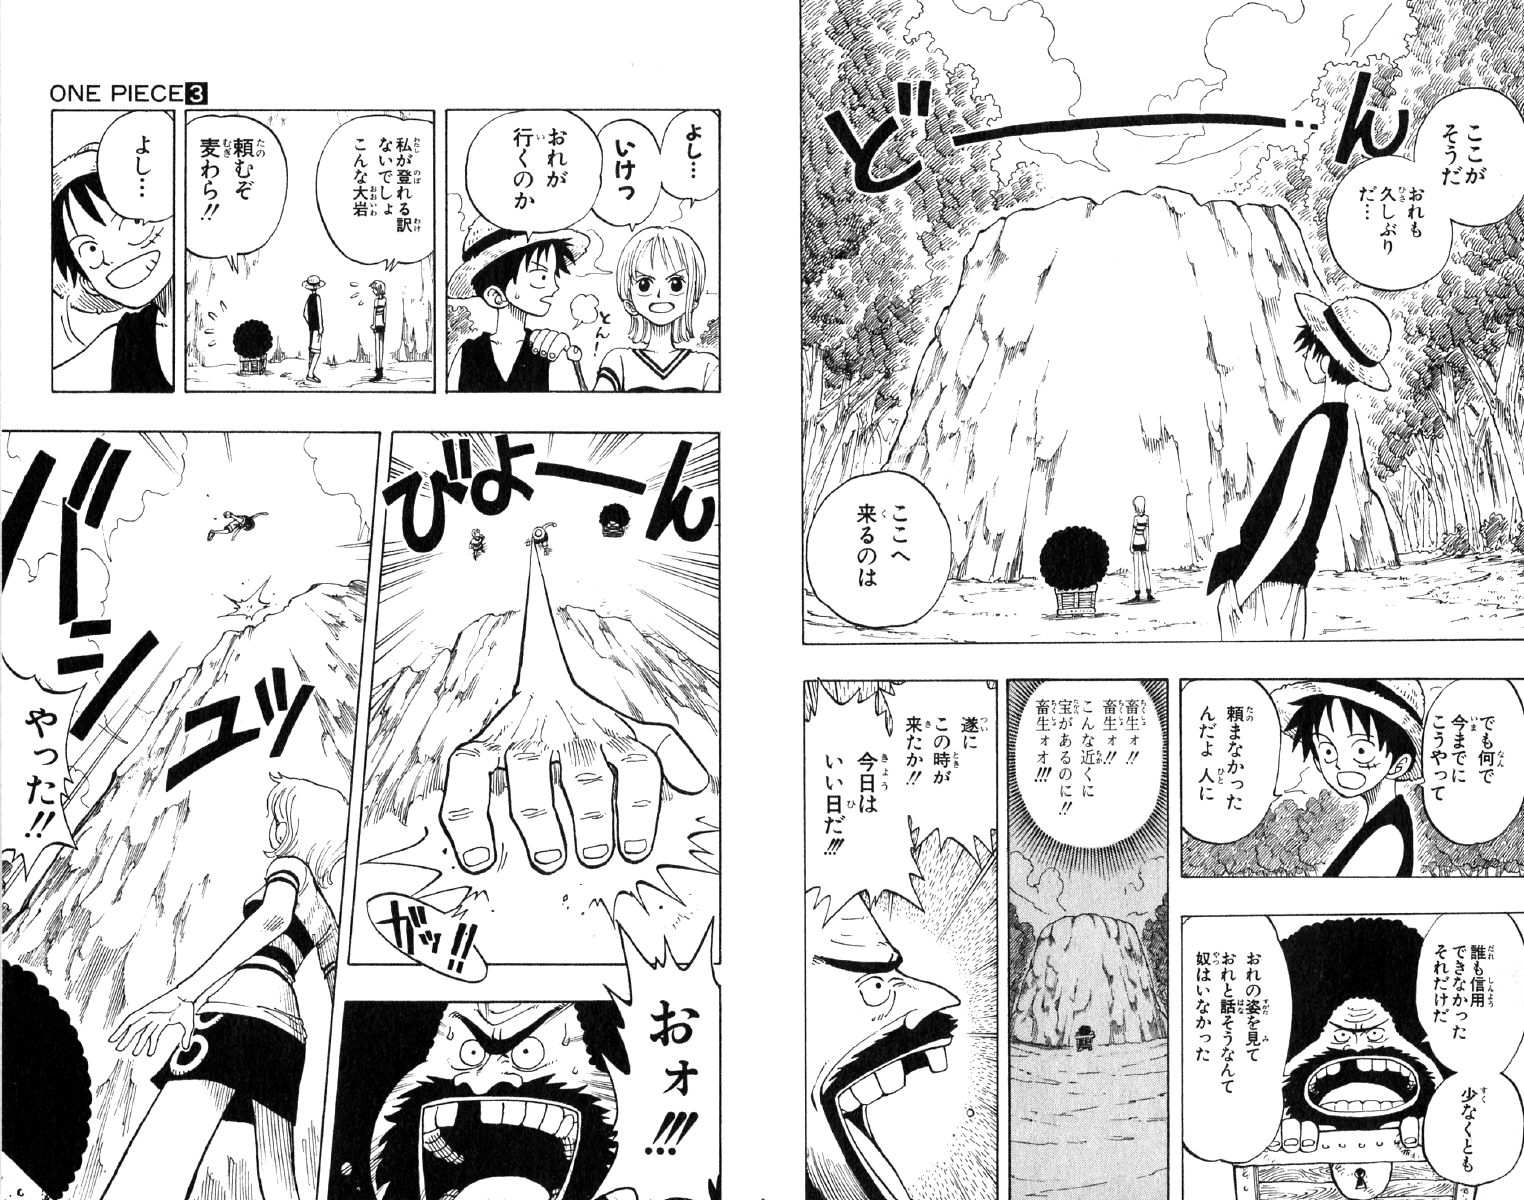 ここが
そうだ
おれも
久しぶり
だ…
ど——…ん
ここへ
来るのは
でも何で
今までに
こうやって
頼まなかった
んだよ 人に
誰も信用
できなかった
それだけだ
少なくとも
おれの姿を見て
おれと話そうなんて
奴はいなかった
畜生ォ!!
畜生ォ!!
こんな近くに
宝があるのに!!
畜生ォォ!!!
遂に
この時が
来たか!!
今日は
いい日だ!!!
ONE PIECE 3
よし…
いけっ
おれが
行くのか
とん!
私が登れる訳
ないでしょ
こんな大岩
頼むぞ
麦わら!!
よし…
びよーん
ガッ!!
おォ!!!
バシュッ
やった!!